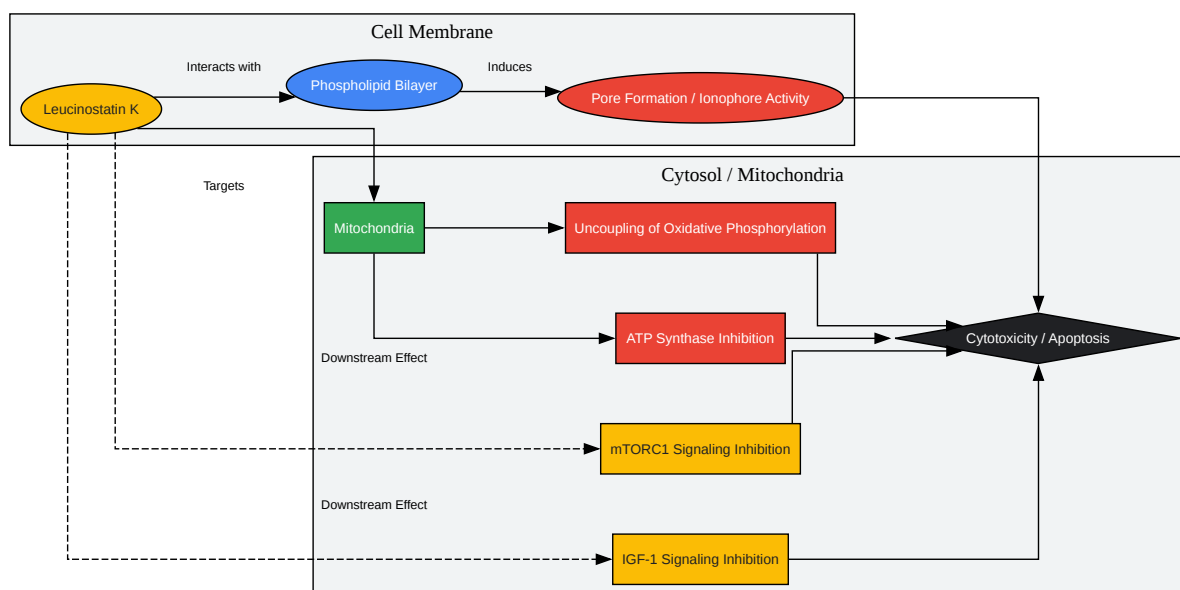 Cell Membrane
Interacts with
Induces
Phospholipid Bilayer
Leucinostatin K
Pore Formation / Ionophore Activity
Targets
Cytosol / Mitochondria
Mitochondria
Uncoupling of Oxidative Phosphorylation
ATP Synthase Inhibition
Cytotoxicity / Apoptosis
Downstream Effect
mTORC1 Signaling Inhibition
Downstream Effect
IGF-1 Signaling Inhibition